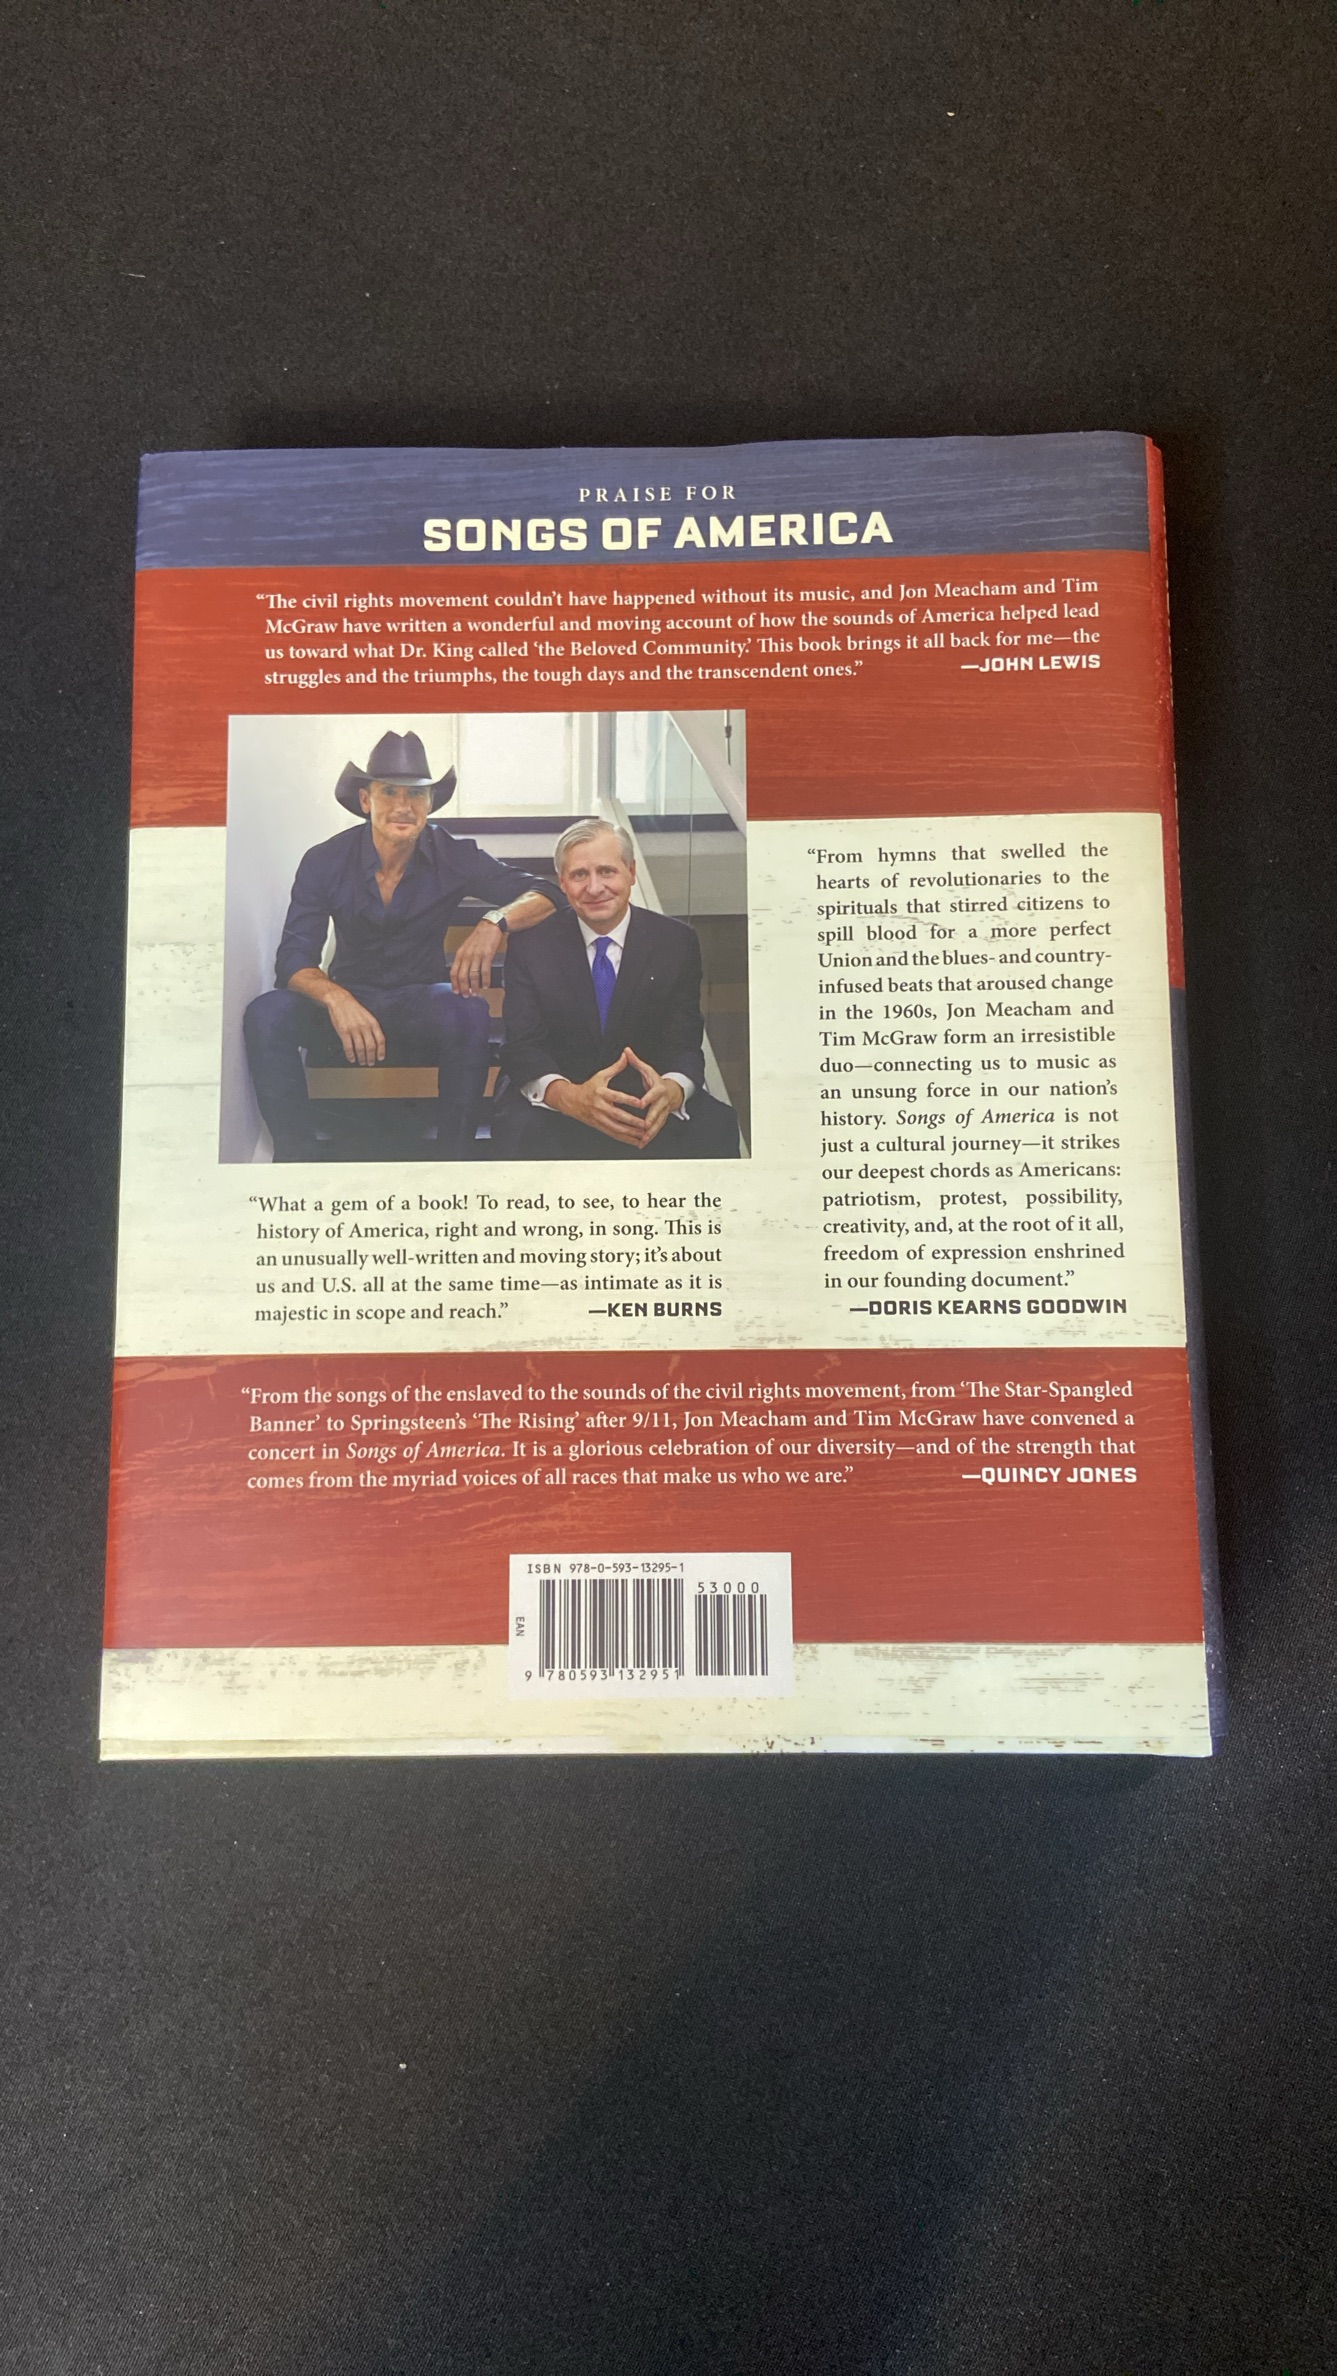 PRAISE FOR
SONGS OF AMERICA
“The civil rights movement couldn’t have happened without its music, and Jon Meacham and Tim
McGraw have written a wonderful and moving account of how the sounds of America helped lead
us toward what Dr. King called ‘the Beloved Community.’ This book brings it all back for me—the
struggles and the triumphs, the tough days and the transcendent ones.” —JOHN LEWIS
“From hymns that swelled the
hearts of revolutionaries to the
spirituals that stirred citizens to
spill blood for a more perfect
Union and the blues- and country-
infused beats that aroused change
in the 1960s, Jon Meacham and
Tim McGraw form an irresistible
duo—connecting us to music as
an unsung force in our nation’s
history. Songs of America is not
just a cultural journey—it strikes
our deepest chords as Americans:
patriotism, protest, possibility,
creativity, and, at the root of it all,
freedom of expression enshrined
in our founding document.”
—DORIS KEARNS GOODWIN
“What a gem of a book! To read, to see, to hear the
history of America, right and wrong, in song. This is
an unusually well-written and moving story; it’s about
us and U.S. all at the same time—as intimate as it is
majestic in scope and reach.” —KEN BURNS
“From the songs of the enslaved to the sounds of the civil rights movement, from ‘The Star-Spangled
Banner’ to Springsteen’s ‘The Rising’ after 9/11, Jon Meacham and Tim McGraw have convened a
concert in Songs of America. It is a glorious celebration of our diversity—and of the strength that
comes from the myriad voices of all races that make us who we are.” —QUINCY JONES
ISBN 978-0-593-13295-1
53000
EAN
9 780593 132951